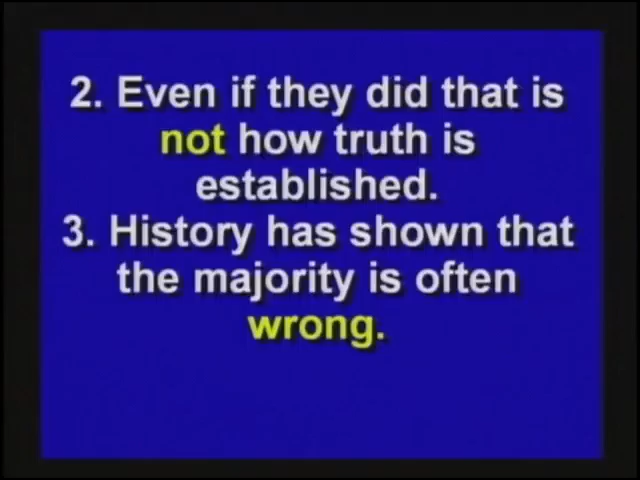 2. Even if they did that is
not how truth is
established.
3. History has shown that
the majority is often
wrong.